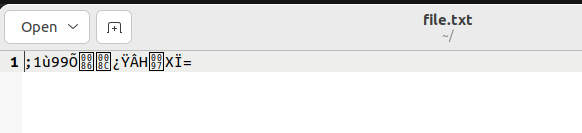 Open
file.txt
~/
1 ;1ù99Õ¿ŸÂHXÏ=